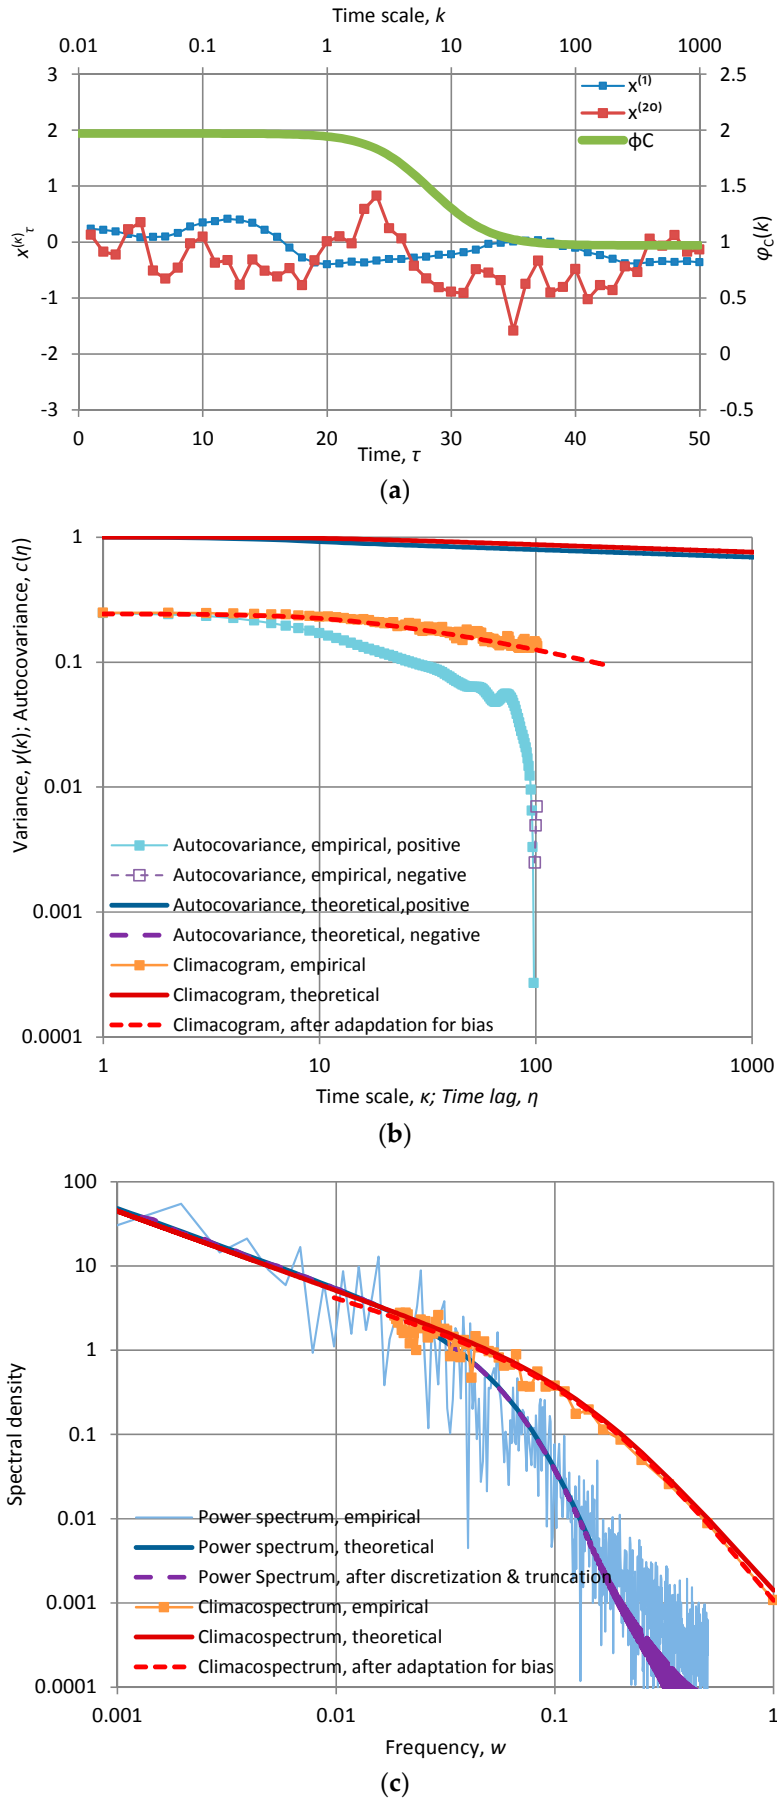 Time scale, k
0.01 0.1 1 10 100 1000
3 2.5
x⁽¹⁾
x⁽²⁰⁾
ϕC
2 2
1 1.5
0 1
-1 0.5
-2 0
-3 -0.5
x⁽ᵏ⁾τ
φC(k)
0 10 20 30 40 50
Time, τ
(a)
1
0.1
0.01
0.001
0.0001
Variance, γ(κ); Autocovariance, c(η)
Autocovariance, empirical, positive
Autocovariance, empirical, negative
Autocovariance, theoretical,positive
Autocovariance, theoretical, negative
Climacogram, empirical
Climacogram, theoretical
Climacogram, after adapdation for bias
1 10 100 1000
Time scale, κ; Time lag, η
(b)
100
10
1
0.1
0.01
0.001
0.0001
Spectral density
Power spectrum, empirical
Power spectrum, theoretical
Power Spectrum, after discretization & truncation
Climacospectrum, empirical
Climacospectrum, theoretical
Climacospectrum, after adaptation for bias
0.001 0.01 0.1 1
Frequency, w
(c)